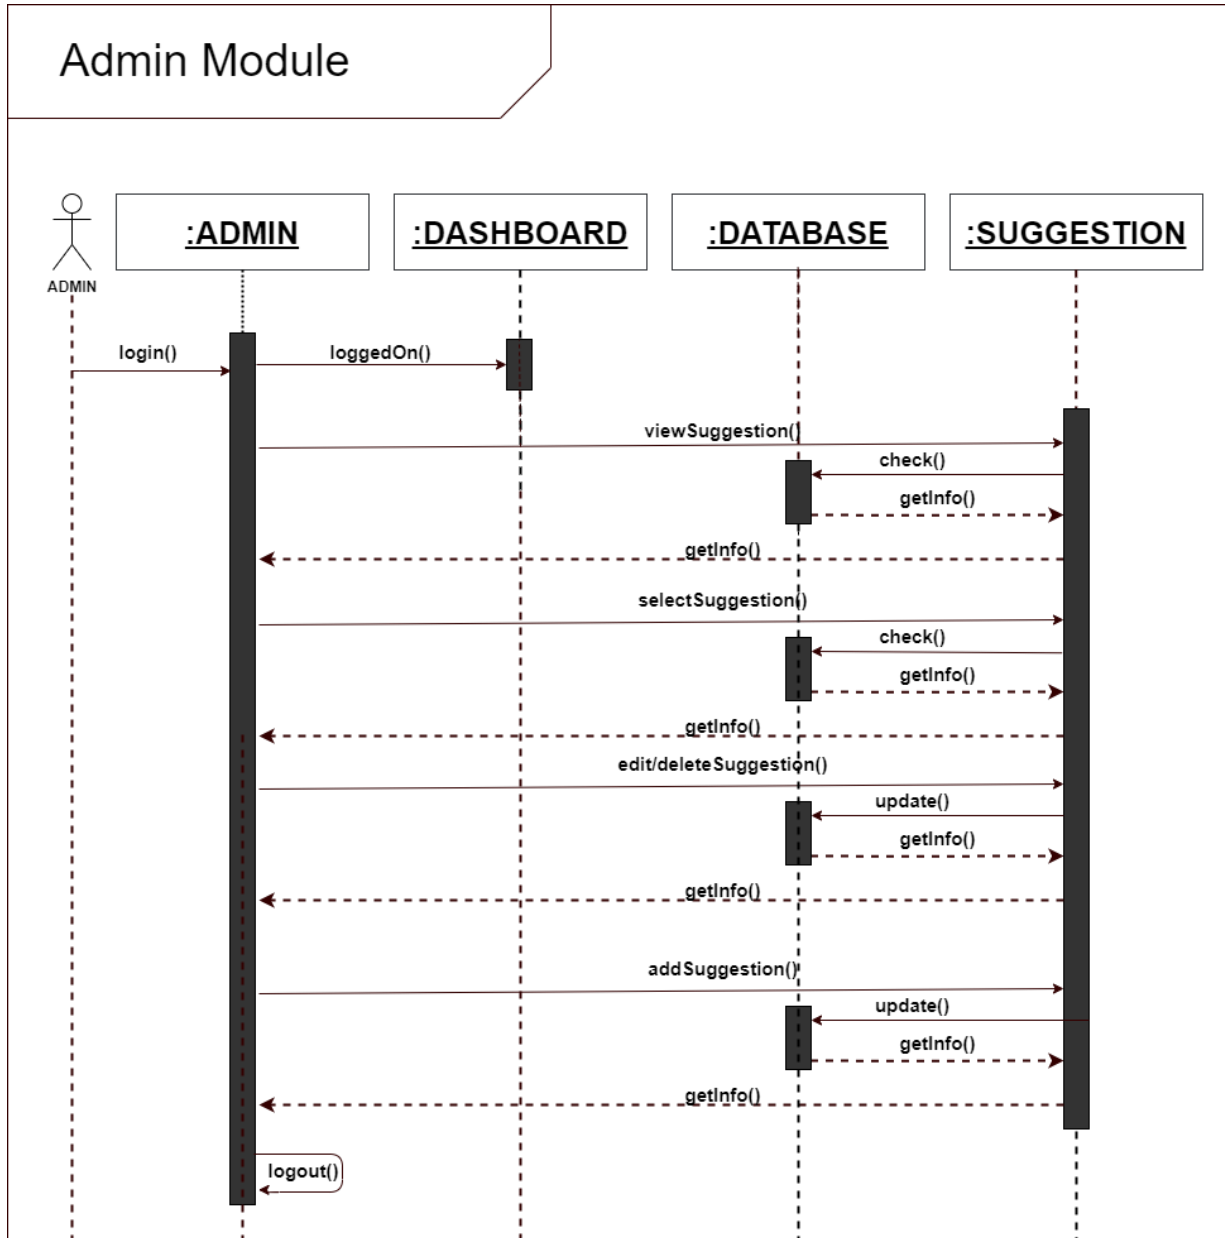 Admin Module
:ADMIN
:DASHBOARD
:DATABASE
:SUGGESTION
ADMIN
login()
loggedOn()
viewSuggestion()
check()
getInfo()
getInfo()
selectSuggestion()
check()
getInfo()
getInfo()
edit/deleteSuggestion()
update()
getInfo()
getInfo()
addSuggestion()
update()
getInfo()
getInfo()
logout()